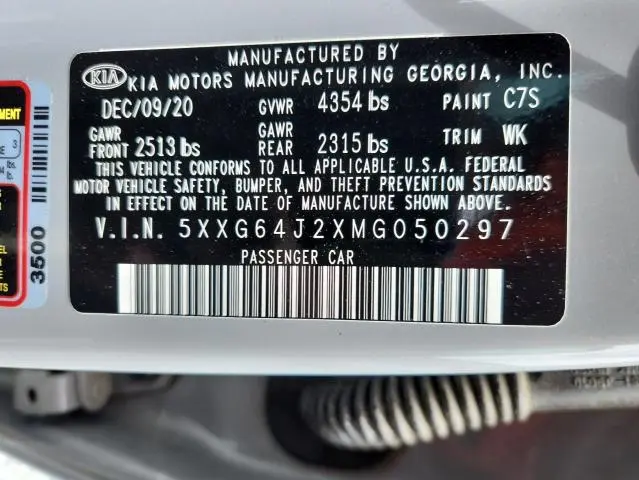 MANUFACTURED BY
KIA KIA MOTORS MANUFACTURING GEORGIA, INC.
DEC/09/20 GVWR 4354 lbs PAINT C7S
GAWR FRONT 2513 lbs GAWR REAR 2315 lbs TRIM WK
THIS VEHICLE CONFORMS TO ALL APPLICABLE U.S.A. FEDERAL
MOTOR VEHICLE SAFETY, BUMPER, AND THEFT PREVENTION STANDARDS
IN EFFECT ON THE DATE OF MANUFACTURE SHOWN ABOVE.
V.I.N. 5XXG64J2XMG050297
PASSENGER CAR
3500
3